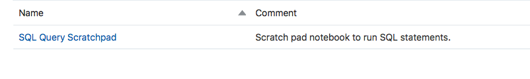 Name Comment
SQL Query Scratchpad Scratch pad notebook to run SQL statements.